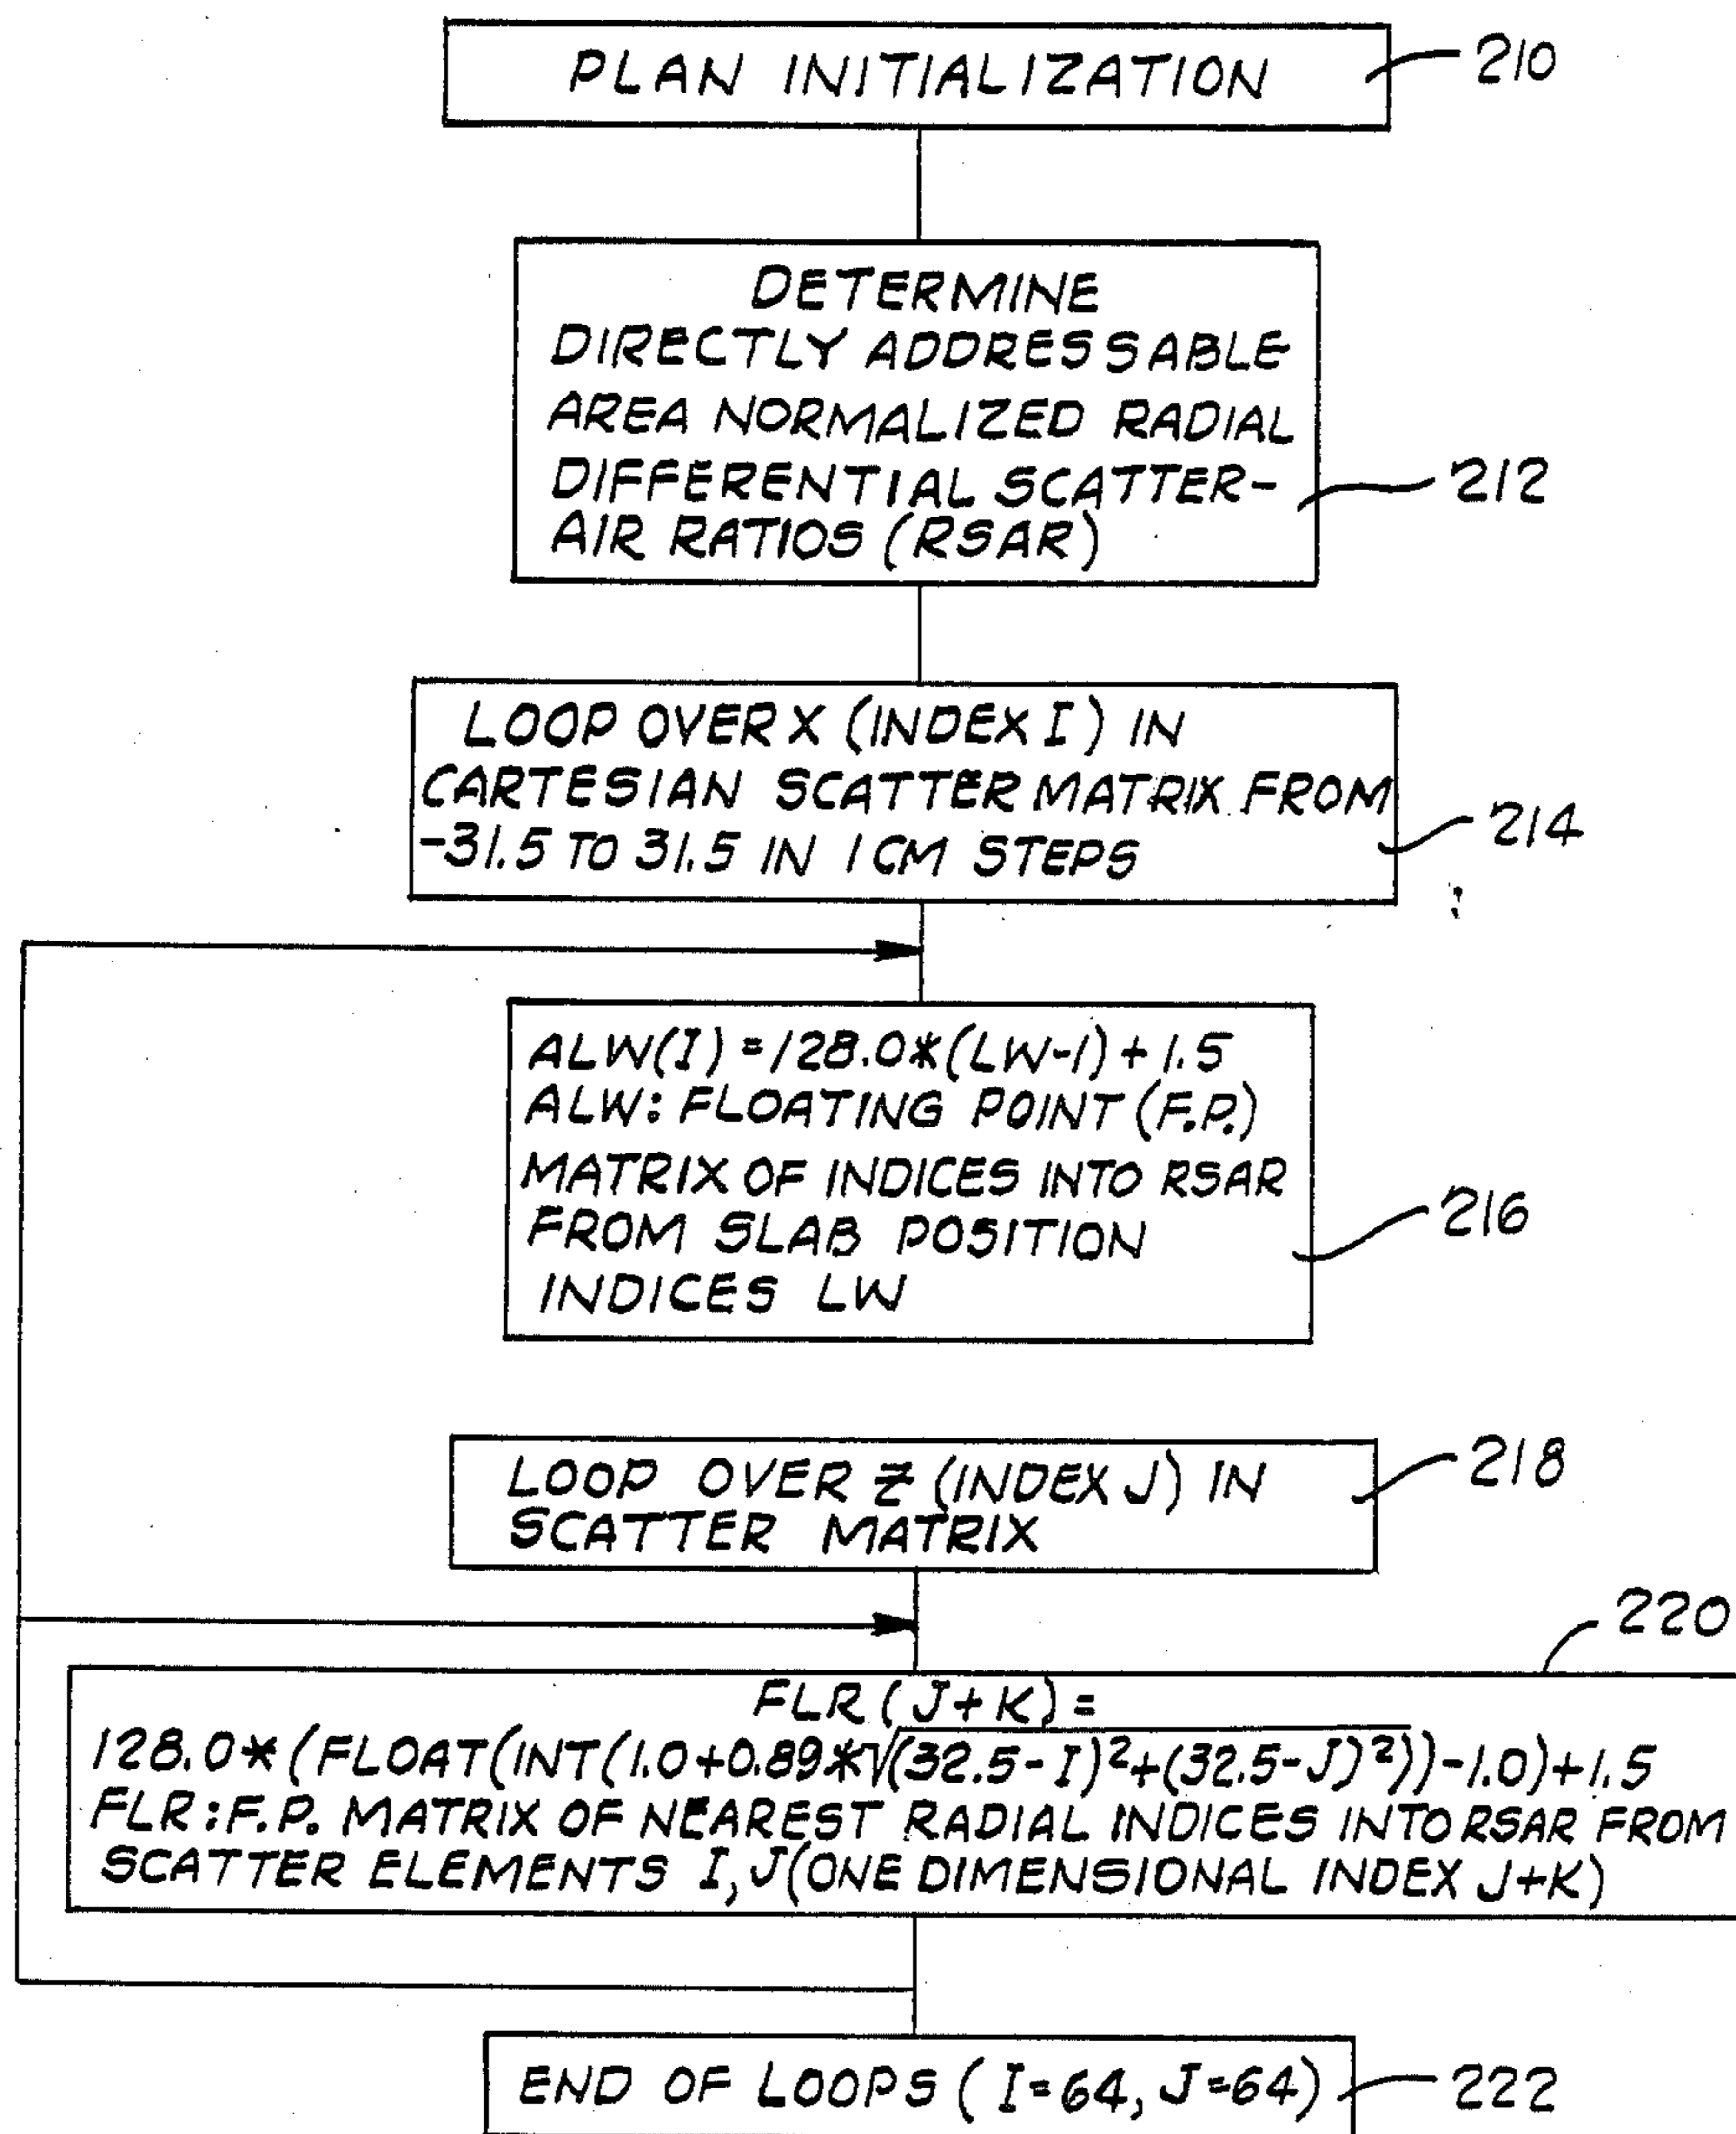 PLAN INITIALIZATION
210
DETERMINE
DIRECTLY ADDRESSABLE
AREA NORMALIZED RADIAL
DIFFERENTIAL SCATTER-
AIR RATIOS (RSAR)
212
LOOP OVER X (INDEX I) IN
CARTESIAN SCATTER MATRIX FROM
-31.5 TO 31.5 IN 1 CM STEPS
214
ALW(I) = 128.0*(LW-1) + 1.5
ALW: FLOATING POINT (F.P.)
MATRIX OF INDICES INTO RSAR
FROM SLAB POSITION
INDICES LW
216
LOOP OVER Z (INDEX J) IN
SCATTER MATRIX
218
220
FLR (J+K) =
128.0*(FLOAT(INT(1.0+0.89*√(32.5-I)²+(32.5-J)²))-1.0)+1.5
FLR: F.P. MATRIX OF NEAREST RADIAL INDICES INTO RSAR FROM
SCATTER ELEMENTS I, J (ONE DIMENSIONAL INDEX J+K)
END OF LOOPS (I=64, J=64)
222